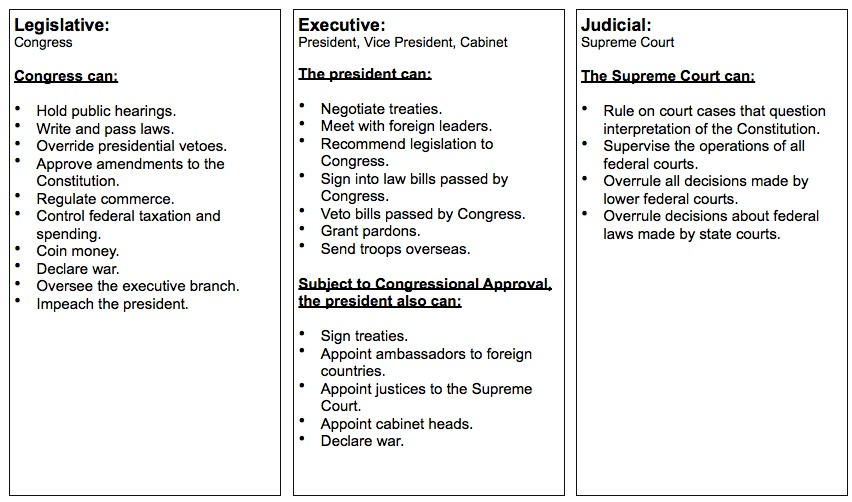 Legislative:
Congress
Congress can:
• Hold public hearings.
• Write and pass laws.
• Override presidential vetoes.
• Approve amendments to the
Constitution.
• Regulate commerce.
• Control federal taxation and
spending.
• Coin money.
• Declare war.
• Oversee the executive branch.
• Impeach the president.
Executive:
President, Vice President, Cabinet
The president can:
• Negotiate treaties.
• Meet with foreign leaders.
• Recommend legislation to
Congress.
• Sign into law bills passed by
Congress.
• Veto bills passed by Congress.
• Grant pardons.
• Send troops overseas.
Subject to Congressional Approval,
the president also can:
• Sign treaties.
• Appoint ambassadors to foreign
countries.
• Appoint justices to the Supreme
Court.
• Appoint cabinet heads.
• Declare war.
Judicial:
Supreme Court
The Supreme Court can:
• Rule on court cases that question
interpretation of the Constitution.
• Supervise the operations of all
federal courts.
• Overrule all decisions made by
lower federal courts.
• Overrule decisions about federal
laws made by state courts.